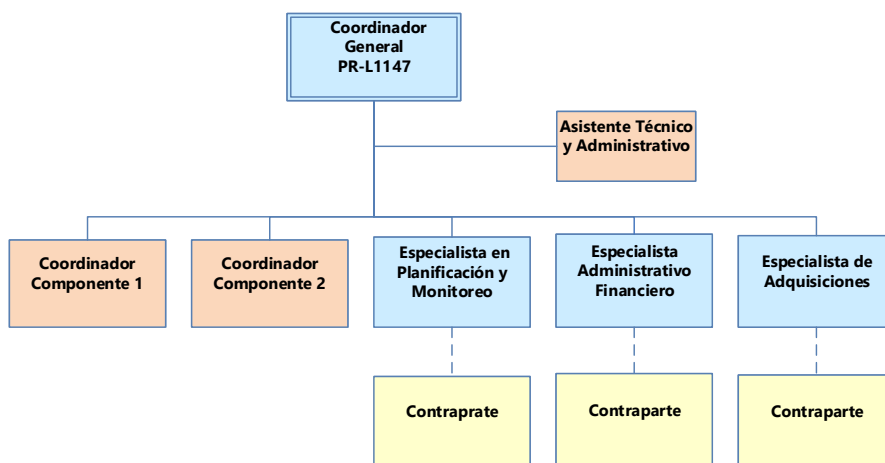 Coordinador
General
PR-L1147
Asistente Técnico
y Administrativo
Coordinador
Componente 1
Coordinador
Componente 2
Especialista en
Planificación y
Monitoreo
Especialista
Administrativo
Financiero
Especialista de
Adquisiciones
Contraprate
Contraparte
Contraparte